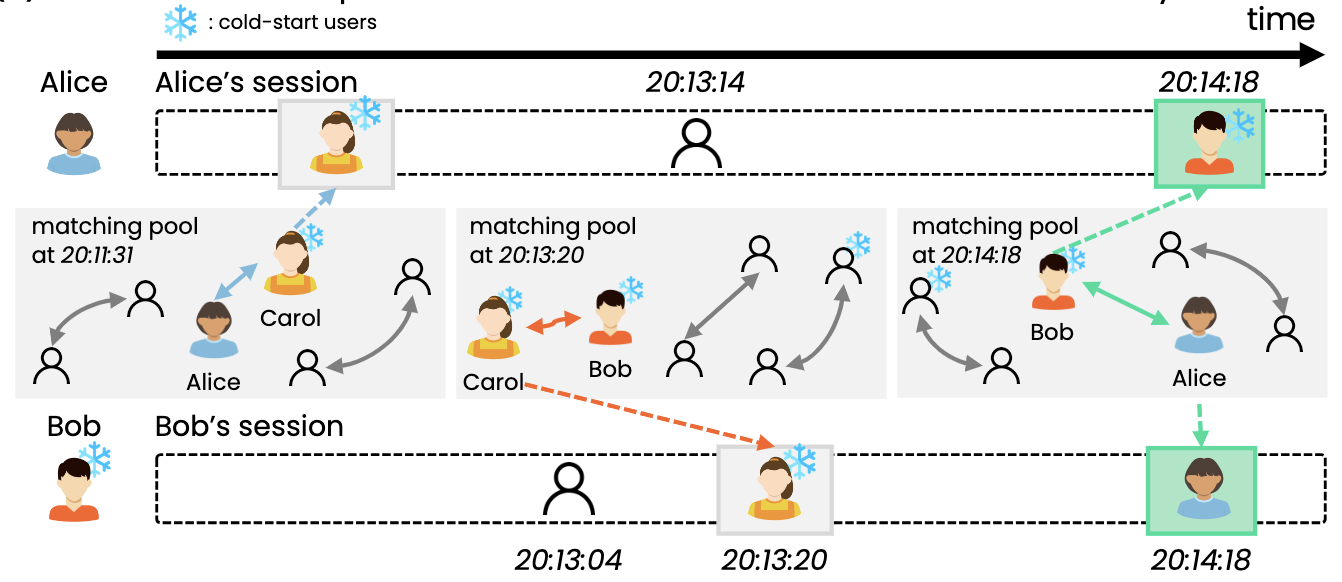 : cold-start users
time
Alice
Alice's session
20:13:14
20:14:18
matching pool
at 20:11:31
Carol
Alice
matching pool
at 20:13:20
Carol
Bob
matching pool
at 20:14:18
Bob
Alice
Bob
Bob's session
20:13:04
20:13:20
20:14:18